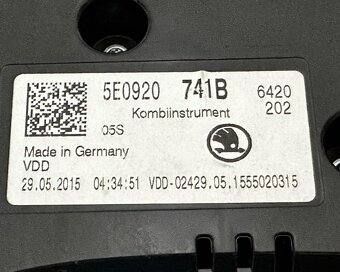 5E0920 741B 6420
Kombiinstrument 202
05S
Made in Germany
VDD
29.05.2015 04:34:51 VDD-02429.05.1555020315